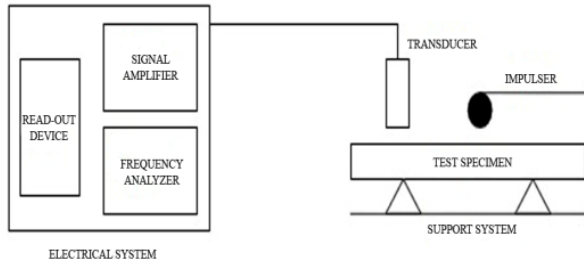 SIGNAL
AMPLIFIER
READ-OUT
DEVICE
FREQUENCY
ANALYZER
ELECTRICAL SYSTEM
TRANSDUCER
IMPULSER
TEST SPECIMEN
SUPPORT SYSTEM